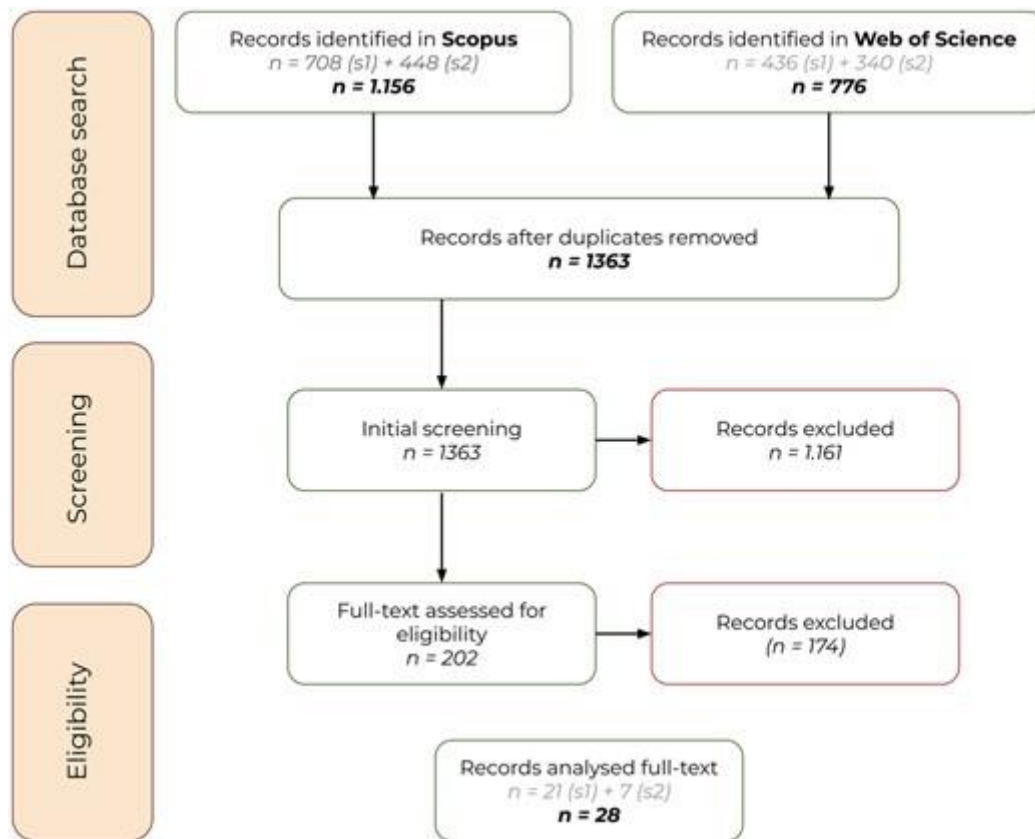 Database search
Records identified in Scopus
n = 708 (s1) + 448 (s2)
n = 1.156
Records identified in Web of Science
n = 436 (s1) + 340 (s2)
n = 776
Records after duplicates removed
n = 1363
Screening
Initial screening
n = 1363
Records excluded
n = 1.161
Eligibility
Full-text assessed for
eligibility
n = 202
Records excluded
(n = 174)
Records analysed full-text
n = 21 (s1) + 7 (s2)
n = 28